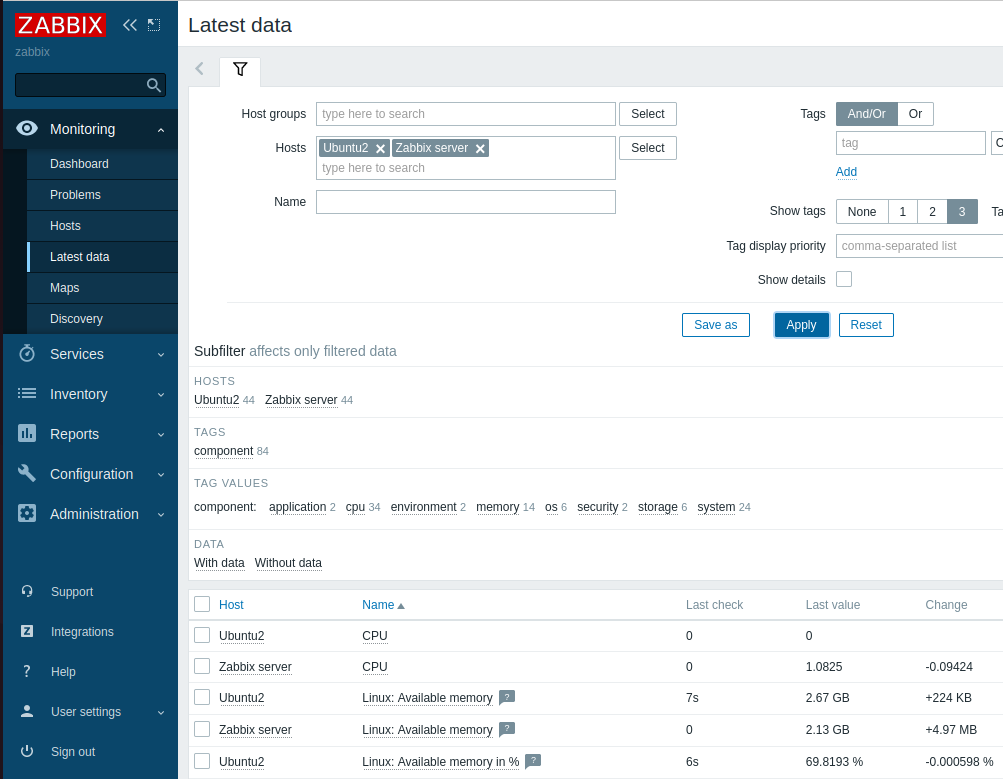 ZABBIX
zabbix
Monitoring
Dashboard
Problems
Hosts
Latest data
Maps
Discovery
Services
Inventory
Reports
Configuration
Administration
Support
Z Integrations
? Help
User settings
Sign out
Latest data
Host groups type here to search Select
Hosts Ubuntu2 Zabbix server Select
type here to search
Name
Tags And/Or Or
tag
Add
Show tags None 1 2 3
Tag display priority comma-separated list
Show details
Save as Apply Reset
Subfilter affects only filtered data
HOSTS
Ubuntu2 44 Zabbix server 44
TAGS
component 84
TAG VALUES
component: application 2 cpu 34 environment 2 memory 14 os 6 security 2 storage 6 system 24
DATA
With data Without data
Host Name Last check Last value Change
Ubuntu2 CPU 0 0
Zabbix server CPU 0 1.0825 -0.09424
Ubuntu2 Linux: Available memory ? 7s 2.67 GB +224 KB
Zabbix server Linux: Available memory ? 0 2.13 GB +4.97 MB
Ubuntu2 Linux: Available memory in % ? 6s 69.8193 % -0.000598 %